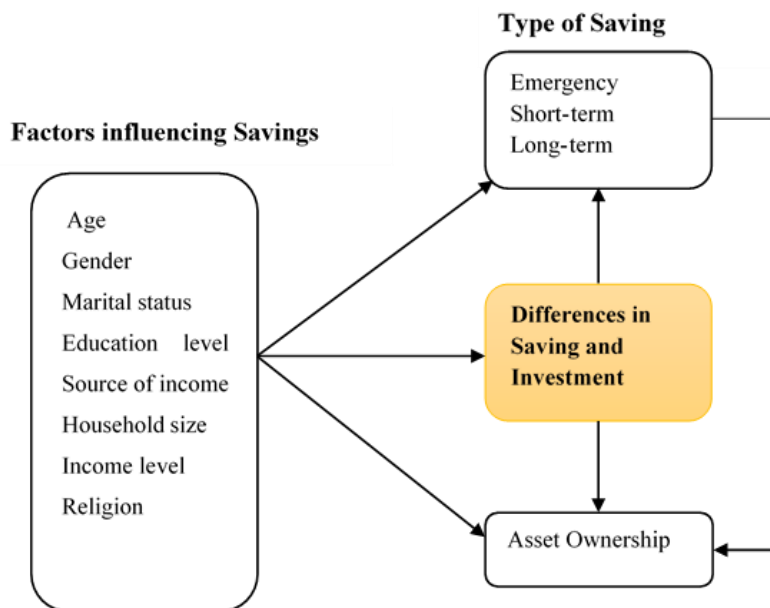 Type of Saving
Emergency
Short-term
Long-term
Factors influencing Savings
Age
Gender
Marital status
Education level
Source of income
Household size
Income level
Religion
Differences in
Saving and
Investment
Asset Ownership